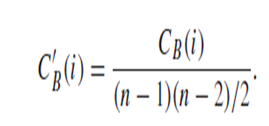 C′_B(i) = C_B(i) / (n − 1)(n − 2)/2.